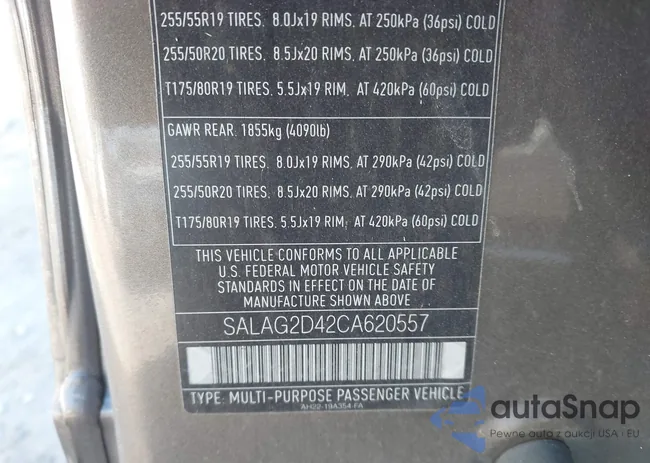 255/55R19 TIRES. 8.0Jx19 RIMS. AT 250kPa (36psi) COLD
255/50R20 TIRES. 8.5Jx20 RIMS. AT 250kPa (36psi) COLD
T175/80R19 TIRES. 5.5Jx19 RIM. AT 420kPa (60psi) COLD
GAWR REAR: 1855kg (4090lb)
255/55R19 TIRES. 8.0Jx19 RIMS. AT 290kPa (42psi) COLD
255/50R20 TIRES. 8.5Jx20 RIMS. AT 290kPa (42psi) COLD
T175/80R19 TIRES. 5.5Jx19 RIM. AT 420kPa (60psi) COLD
THIS VEHICLE CONFORMS TO ALL APPLICABLE
U.S. FEDERAL MOTOR VEHICLE SAFETY
STANDARDS IN EFFECT ON THE DATE OF
MANUFACTURE SHOWN ABOVE
SALAG2D42CA620557
TYPE: MULTI-PURPOSE PASSENGER VEHICLE
AH22-19A354-FA
autaSnap
Pewne auto z aukcji USA i EU